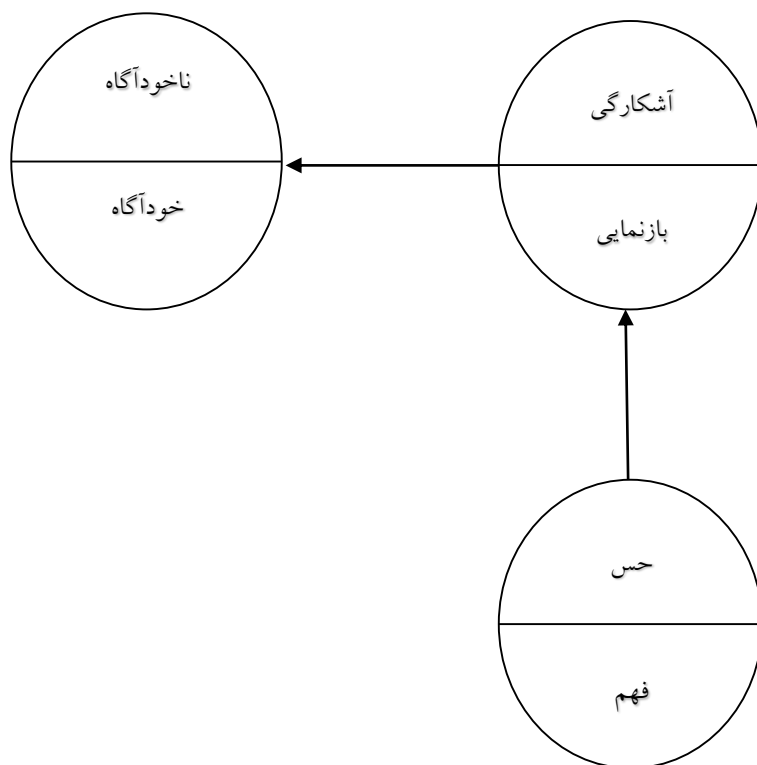 آشکارگی
بازنمایی
ناخودآگاه
خودآگاه
حس
فهم